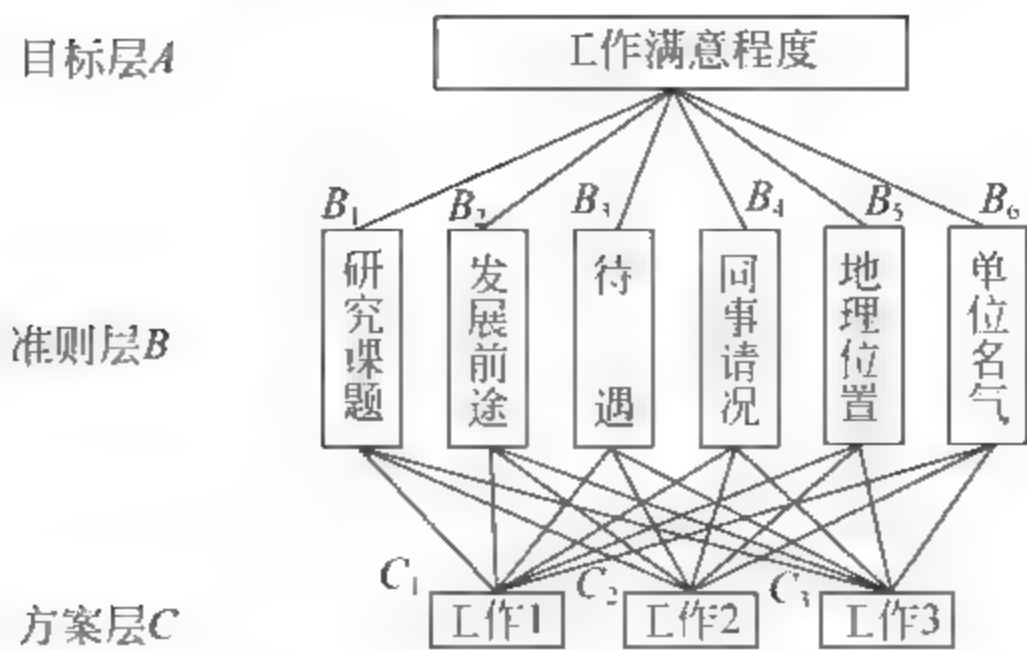 目标层A
工作满意程度
B₁ B₂ B₃ B₄ B₅ B₆
研究课题
发展前途
待遇
同事请况
地理位置
单位名气
准则层B
C₁ C₂ C₃
方案层C
工作1
工作2
工作3